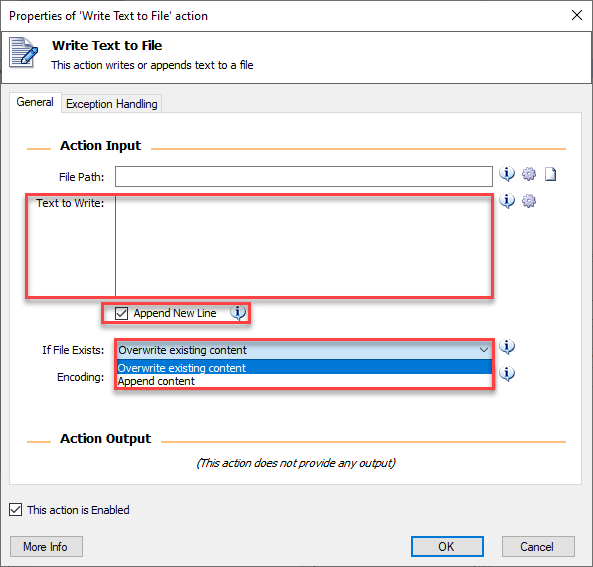 Properties of 'Write Text to File' action
Write Text to File
This action writes or appends text to a file
General
Exception Handling
Action Input
File Path:
Text to Write:
Append New Line
If File Exists:
Overwrite existing content
Overwrite existing content
Encoding:
Append content
Action Output
(This action does not provide any output)
This action is Enabled
More Info
OK
Cancel